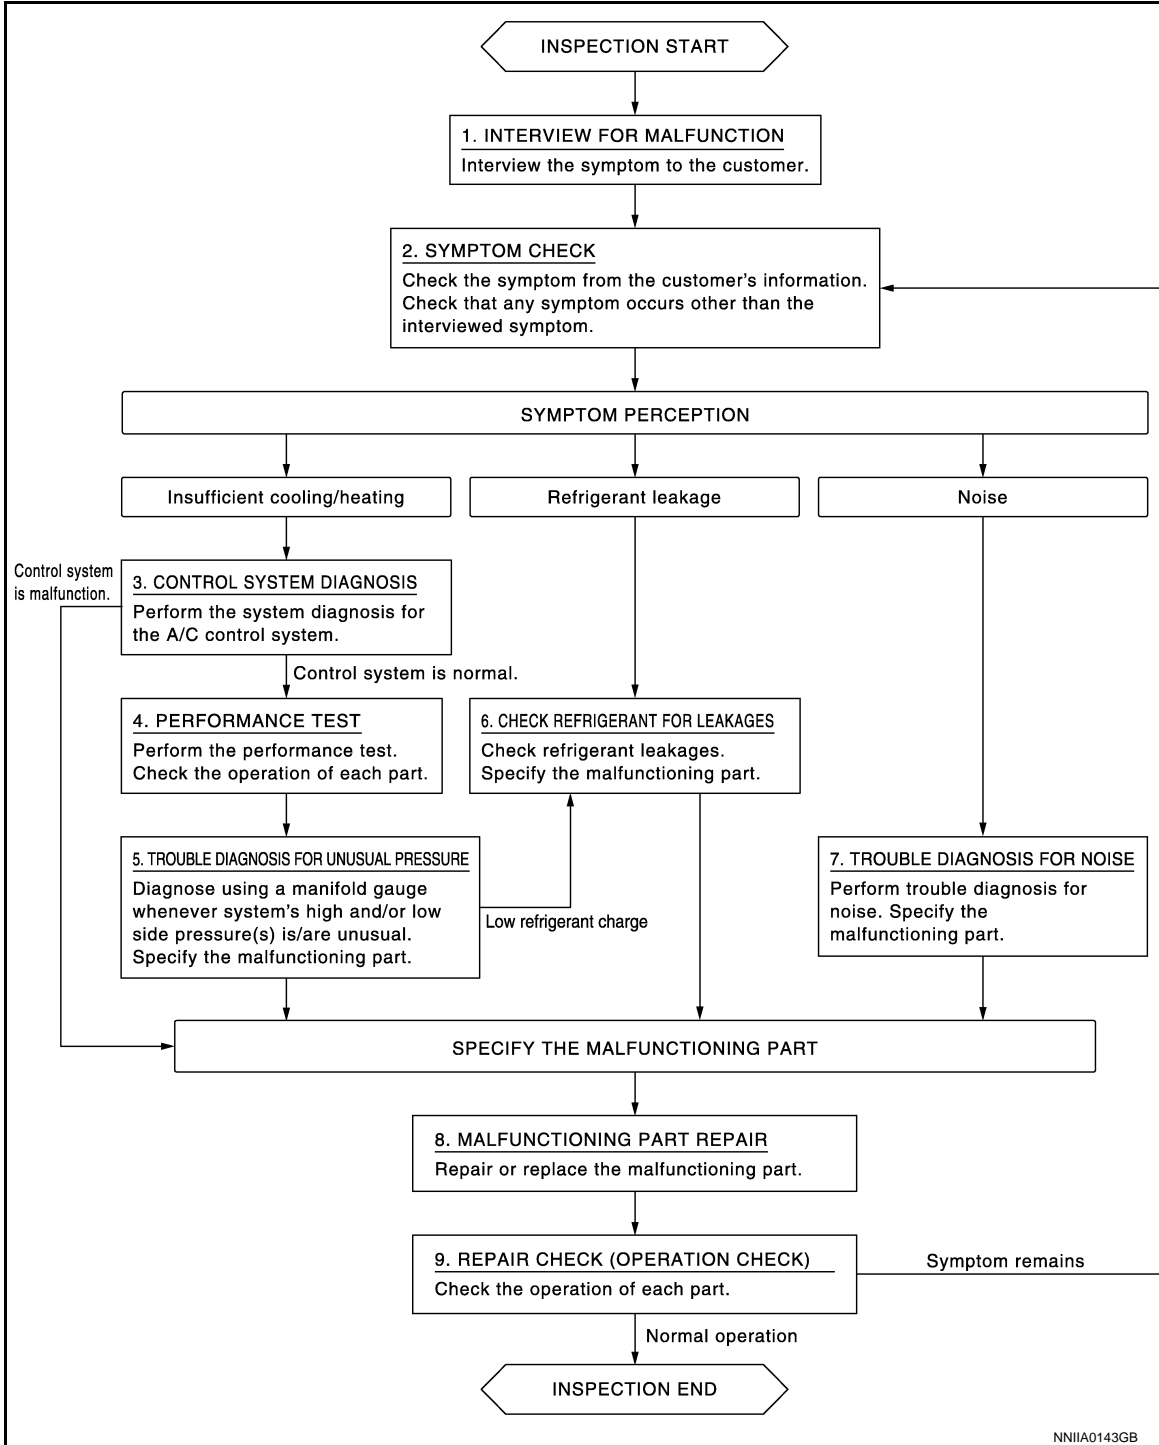 INSPECTION START
1. INTERVIEW FOR MALFUNCTION
Interview the symptom to the customer.
2. SYMPTOM CHECK
Check the symptom from the customer's information.
Check that any symptom occurs other than the
interviewed symptom.
SYMPTOM PERCEPTION
Insufficient cooling/heating
Refrigerant leakage
Noise
Control system
is malfunction.
3. CONTROL SYSTEM DIAGNOSIS
Perform the system diagnosis for
the A/C control system.
Control system is normal.
4. PERFORMANCE TEST
Perform the performance test.
Check the operation of each part.
6. CHECK REFRIGERANT FOR LEAKAGES
Check refrigerant leakages.
Specify the malfunctioning part.
5. TROUBLE DIAGNOSIS FOR UNUSUAL PRESSURE
Diagnose using a manifold gauge
whenever system's high and/or low
side pressure(s) is/are unusual.
Specify the malfunctioning part.
Low refrigerant charge
7. TROUBLE DIAGNOSIS FOR NOISE
Perform trouble diagnosis for
noise. Specify the
malfunctioning part.
SPECIFY THE MALFUNCTIONING PART
8. MALFUNCTIONING PART REPAIR
Repair or replace the malfunctioning part.
9. REPAIR CHECK (OPERATION CHECK)
Check the operation of each part.
Symptom remains
Normal operation
INSPECTION END
NNIIA0143GB